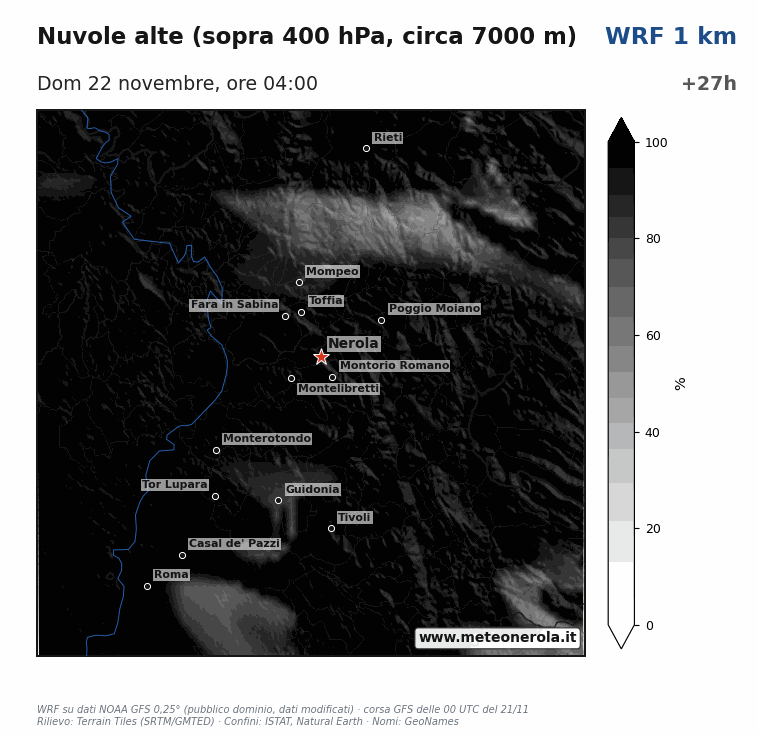 Nuvole alte (sopra 400 hPa, circa 7000 m) WRF 1 km
Dom 22 novembre, ore 04:00 +27h
Rieti
Mompeo
Toffia
Fara in Sabina
Poggio Moiano
Nerola
Montorio Romano
Montelibretti
Monterotondo
Tor Lupara
Guidonia
Tivoli
Casal de' Pazzi
Roma
www.meteonerola.it
100
80
60
40
20
0
%
WRF su dati NOAA GFS 0,25° (pubblico dominio, dati modificati) · corsa GFS delle 00 UTC del 21/11
Rilievo: Terrain Tiles (SRTM/GMTED) · Confini: ISTAT, Natural Earth · Nomi: GeoNames